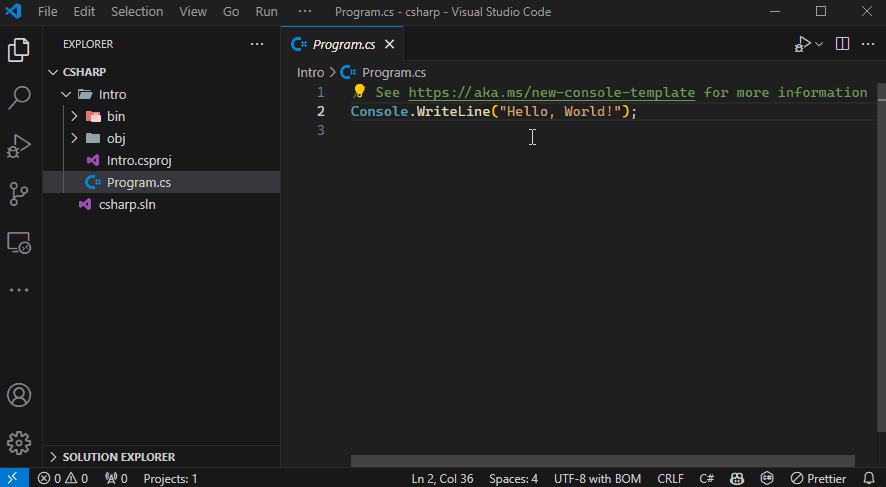 File Edit Selection View Go Run ··· Program.cs - csharp - Visual Studio Code
EXPLORER ···
CSHARP
Intro
bin
obj
Intro.csproj
Program.cs
csharp.sln
SOLUTION EXPLORER
Program.cs
Intro > Program.cs
1 See https://aka.ms/new-console-template for more information
2 Console.WriteLine("Hello, World!");
3
0 0 0 Projects: 1 Ln 2, Col 36 Spaces: 4 UTF-8 with BOM CRLF C# Prettier